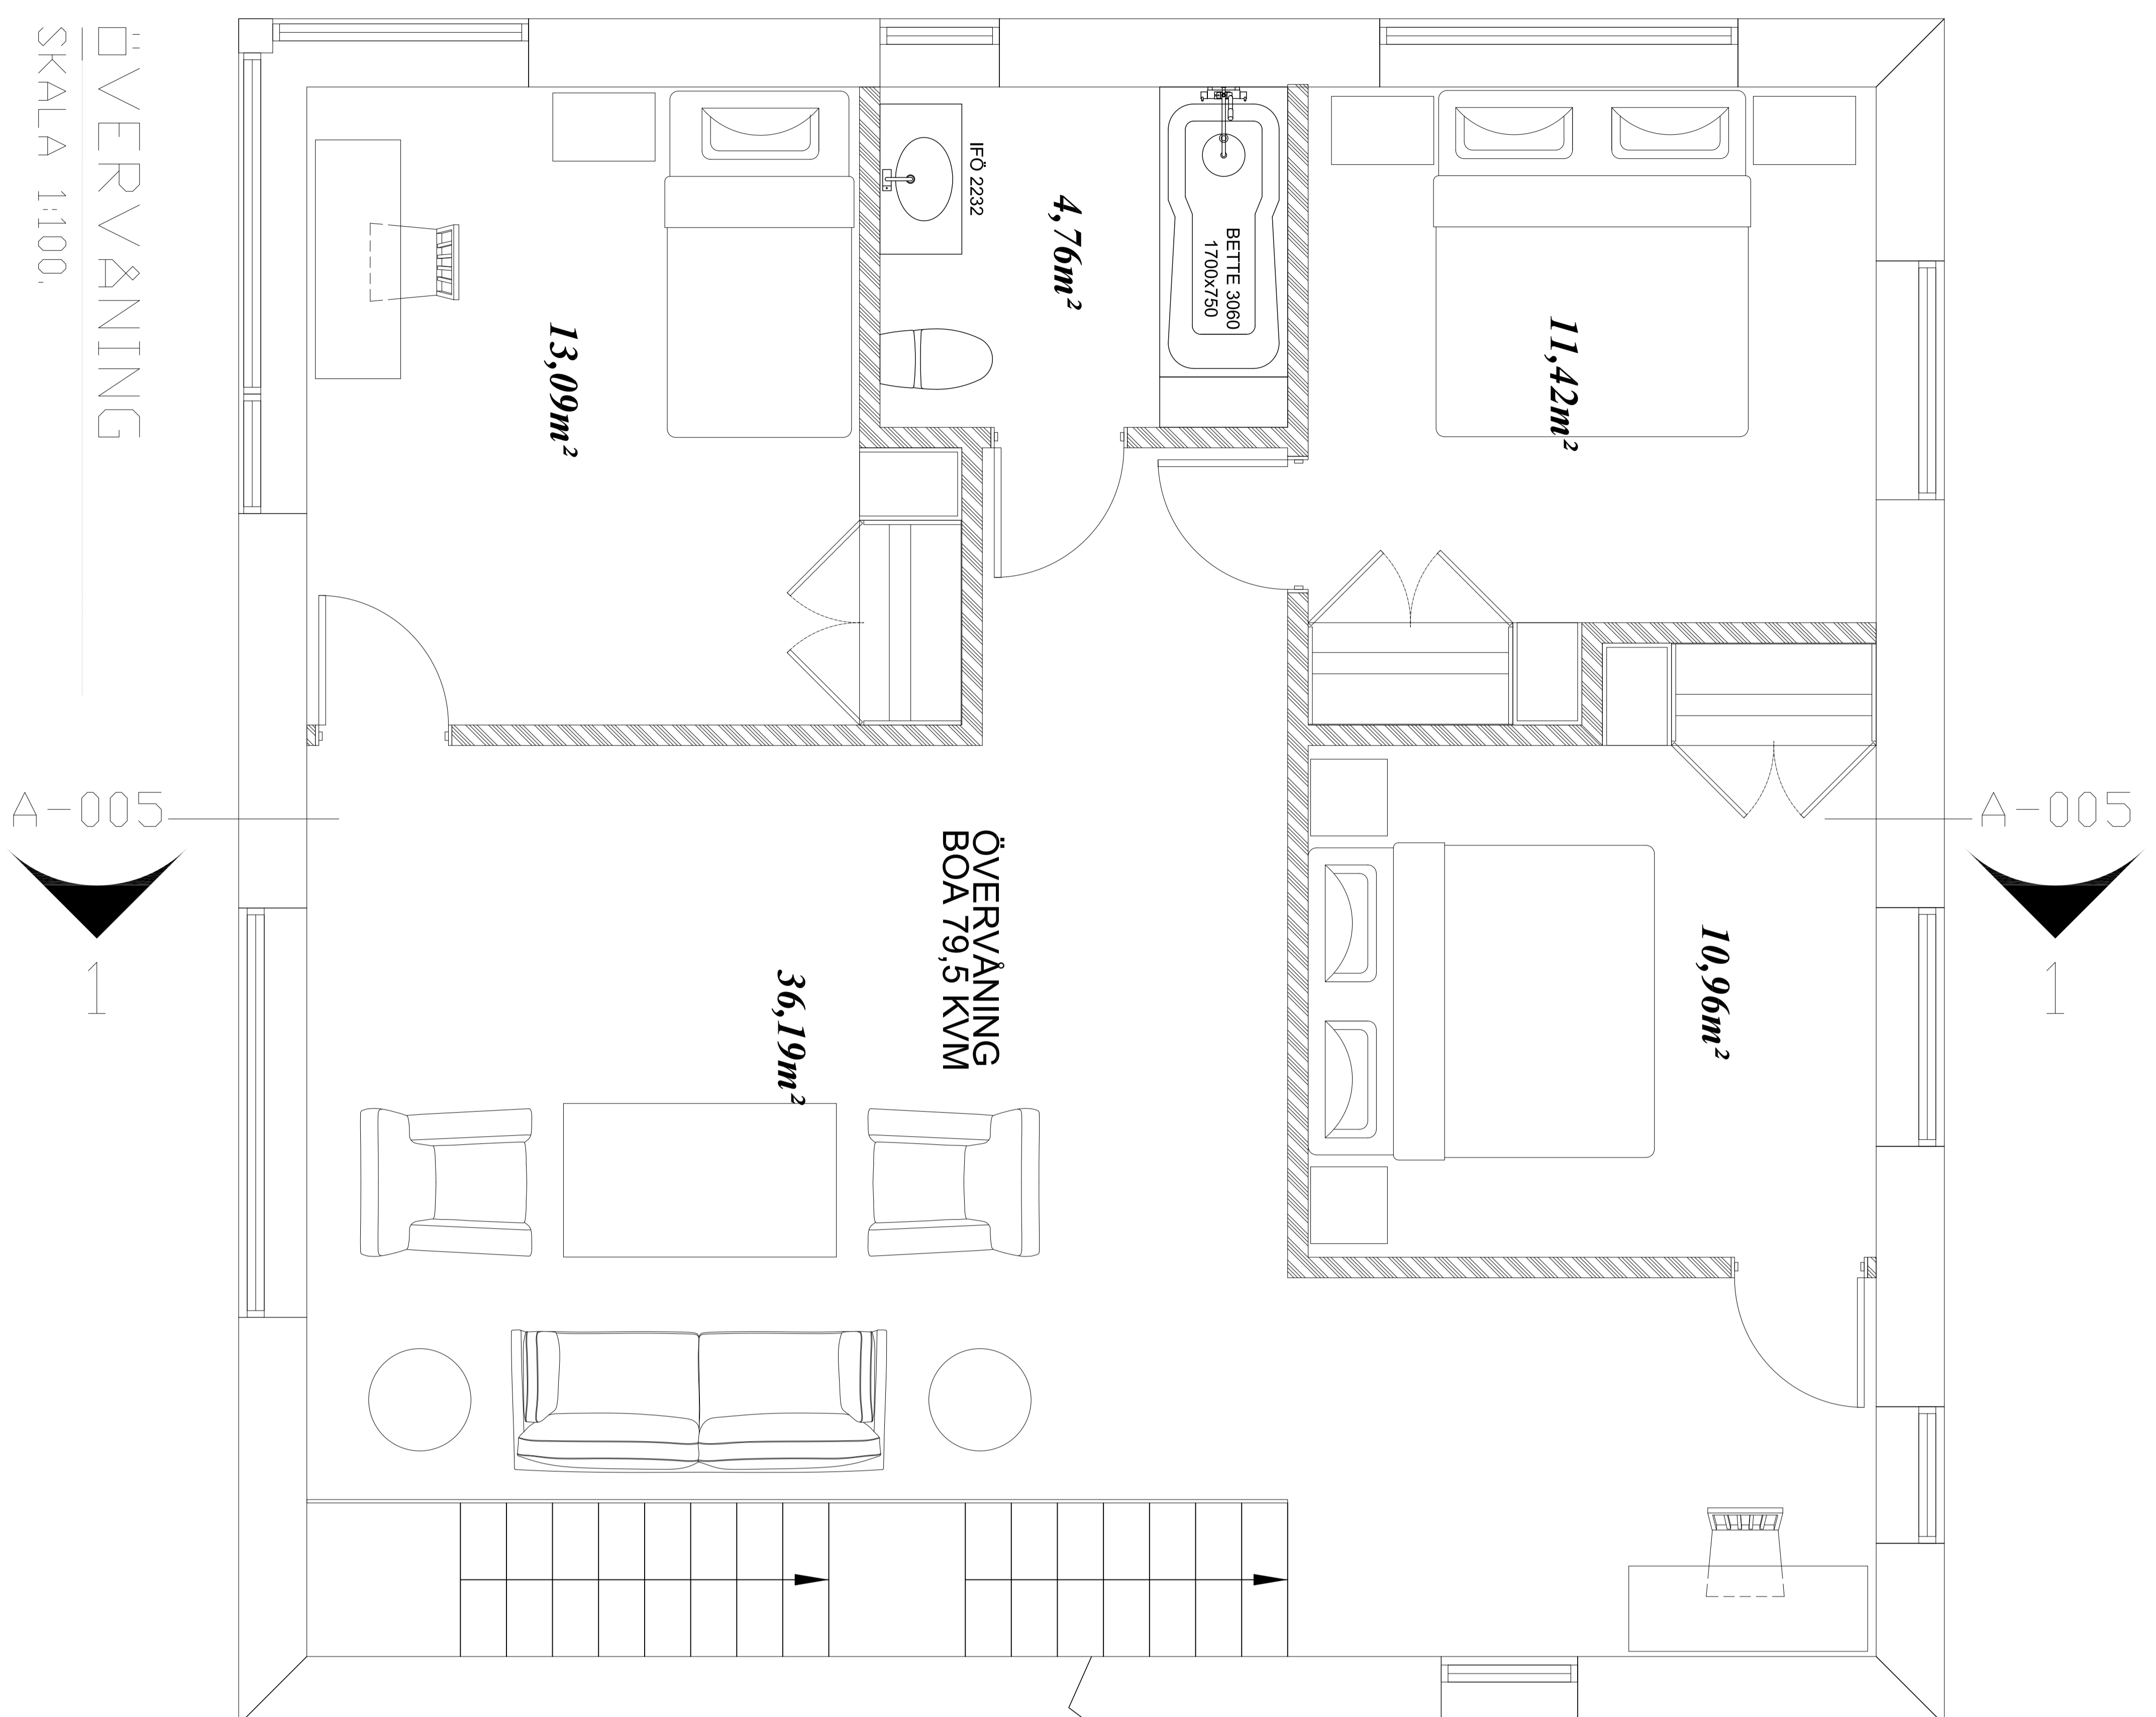 ÖVERVÅNING
SKALA 1:100.
IFÖ 2232
4,76m²
BETTE 3060
1700x750
11,42m²
13,09m²
A-005
1
A-005
1
ÖVERVÅNING
BOA 79,5 KVM
10,96m²
36,19m²